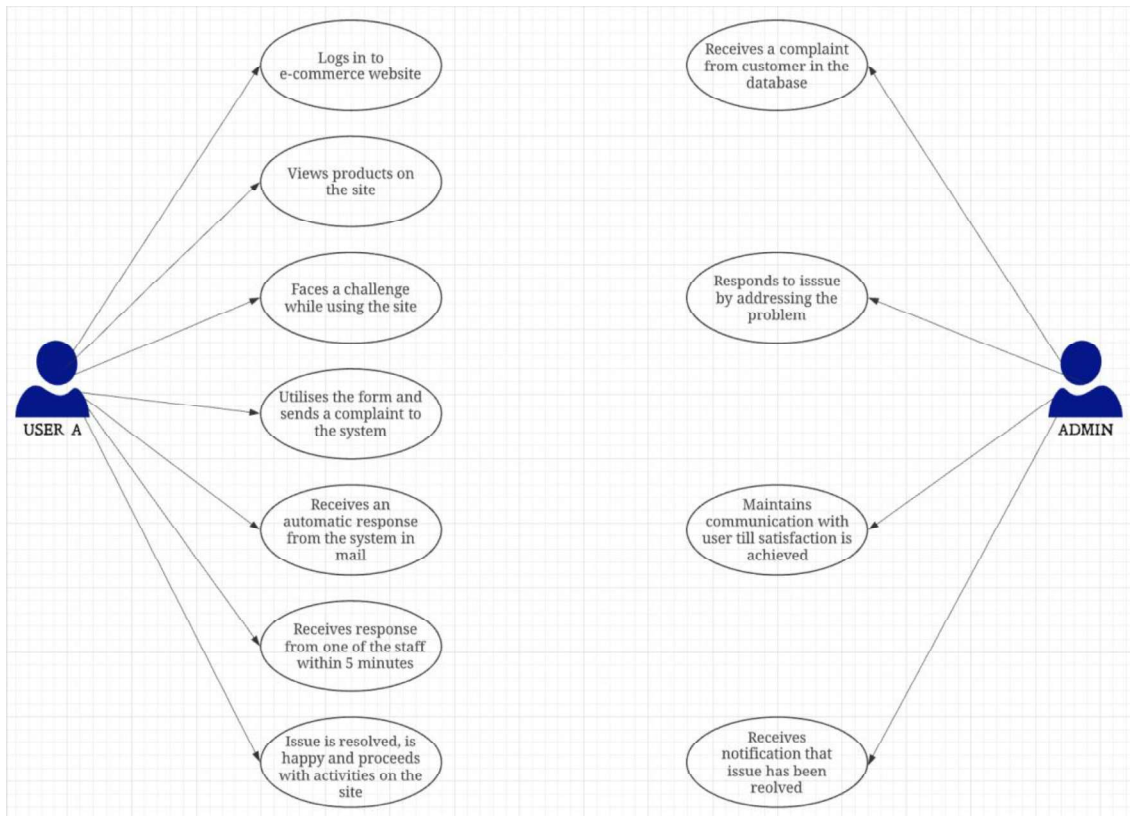 Logs in to
e-commerce website
Views products on
the site
Faces a challenge
while using the site
Utilises the form and
sends a complaint to
the system
Receives an
automatic response
from the system in
mail
Receives response
from one of the staff
within 5 minutes
Issue is resolved, is
happy and proceeds
with activities on the
site
USER A
Receives a complaint
from customer in the
database
Responds to isssue
by addressing the
problem
Maintains
communication with
user till satisfaction is
achieved
Receives
notification that
issue has been
reolved
ADMIN